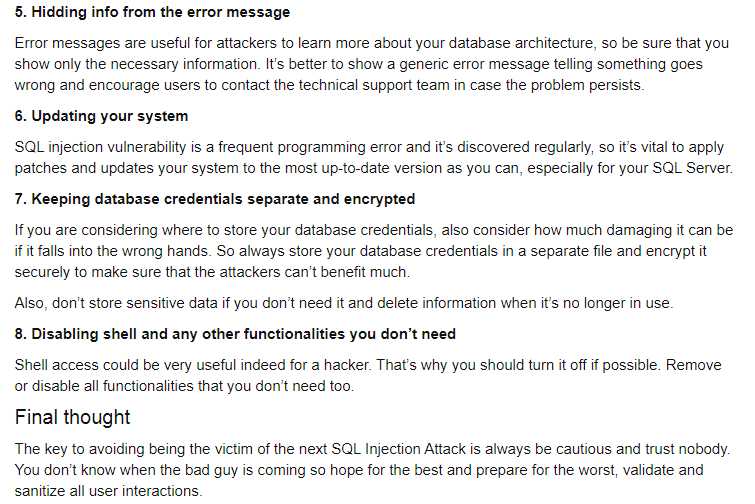 5. Hidding info from the error message
Error messages are useful for attackers to learn more about your database architecture, so be sure that you
show only the necessary information. It’s better to show a generic error message telling something goes
wrong and encourage users to contact the technical support team in case the problem persists.
6. Updating your system
SQL injection vulnerability is a frequent programming error and it’s discovered regularly, so it’s vital to apply
patches and updates your system to the most up-to-date version as you can, especially for your SQL Server.
7. Keeping database credentials separate and encrypted
If you are considering where to store your database credentials, also consider how much damaging it can be
if it falls into the wrong hands. So always store your database credentials in a separate file and encrypt it
securely to make sure that the attackers can’t benefit much.
Also, don’t store sensitive data if you don’t need it and delete information when it’s no longer in use.
8. Disabling shell and any other functionalities you don’t need
Shell access could be very useful indeed for a hacker. That’s why you should turn it off if possible. Remove
or disable all functionalities that you don’t need too.
Final thought
The key to avoiding being the victim of the next SQL Injection Attack is always be cautious and trust nobody.
You don’t know when the bad guy is coming so hope for the best and prepare for the worst, validate and
sanitize all user interactions.